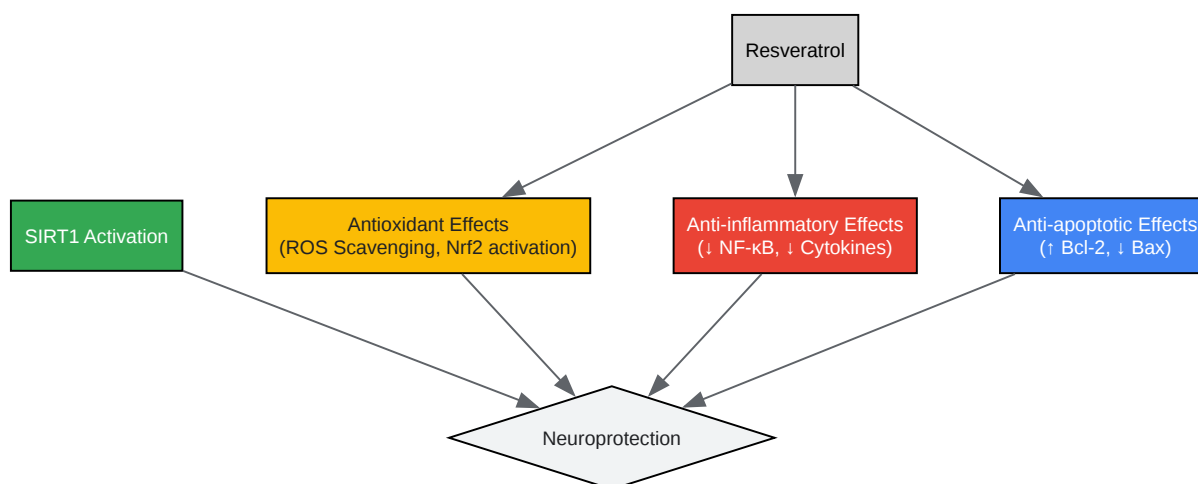 Resveratrol
SIRT1 Activation
Antioxidant Effects
(ROS Scavenging, Nrf2 activation)
Anti-inflammatory Effects
(↓ NF-κB, ↓ Cytokines)
Anti-apoptotic Effects
(↑ Bcl-2, ↓ Bax)
Neuroprotection